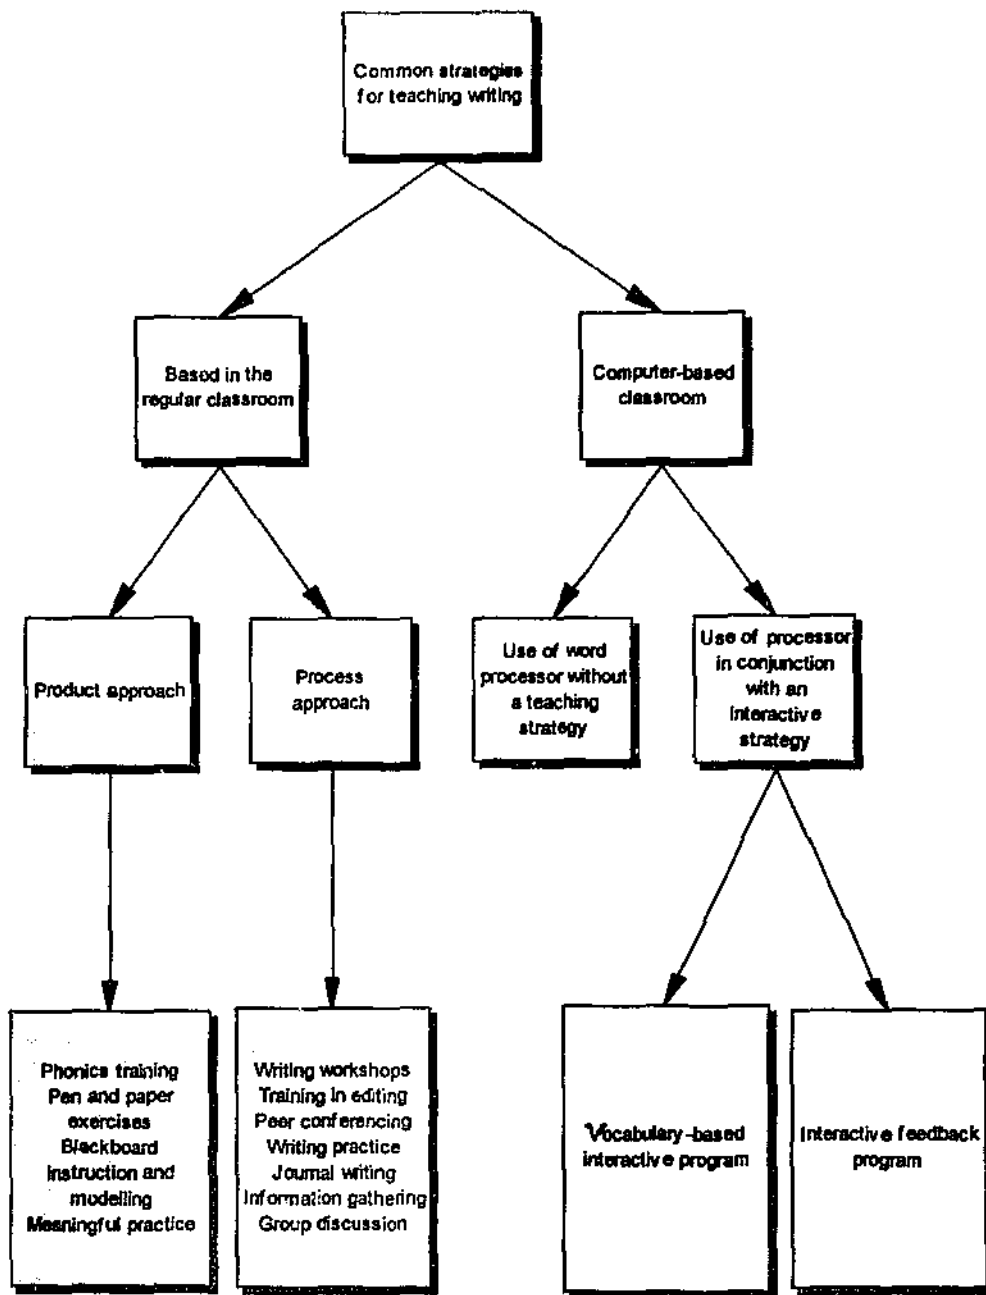 Common strategies
for teaching writing
Based in the
regular classroom
Computer-based
classroom
Product approach
Process
approach
Use of word
processor without
a teaching
strategy
Use of processor
in conjunction
with an
interactive
strategy
Phonics training
Pen and paper
exercises
Blackboard
instruction and
modelling
Meaningful practice
Writing workshops
Training in editing
Peer conferencing
Writing practice
Journal writing
Information gathering
Group discussion
Vocabulary-based
interactive program
Interactive feedback
program